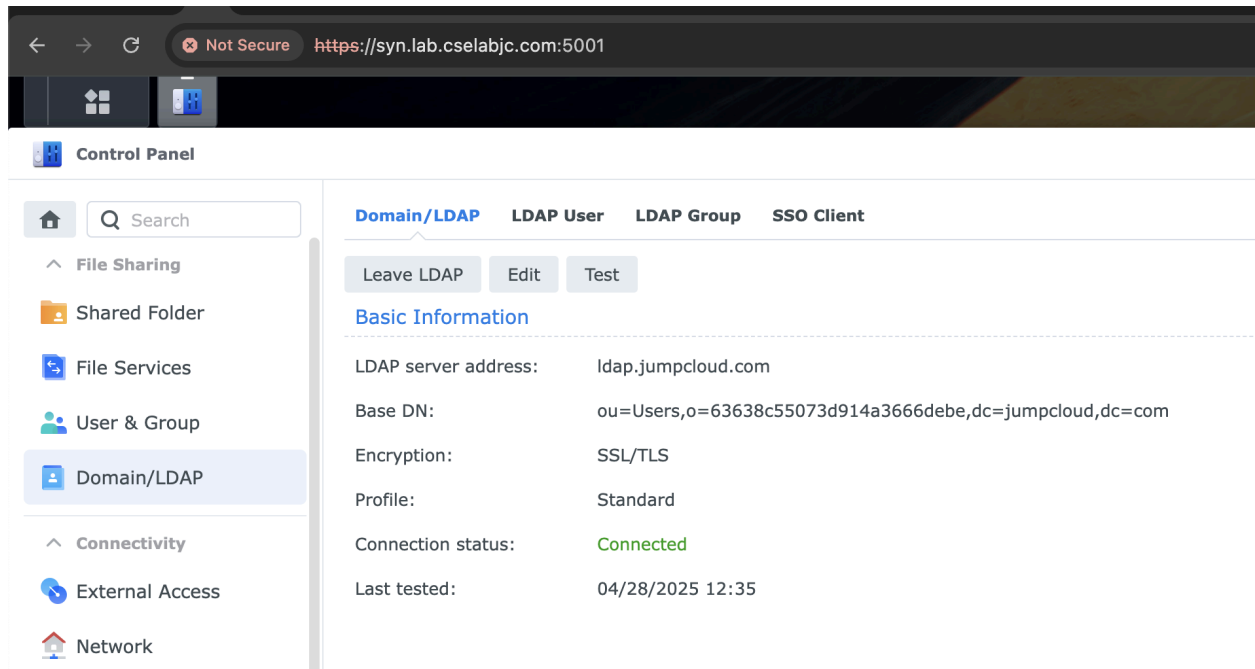 Not Secure https://syn.lab.cselabjc.com:5001
Control Panel
Search
File Sharing
Shared Folder
File Services
User & Group
Domain/LDAP
Connectivity
External Access
Network
Domain/LDAP LDAP User LDAP Group SSO Client
Leave LDAP Edit Test
Basic Information
LDAP server address: ldap.jumpcloud.com
Base DN: ou=Users,o=63638c55073d914a3666debe,dc=jumpcloud,dc=com
Encryption: SSL/TLS
Profile: Standard
Connection status: Connected
Last tested: 04/28/2025 12:35